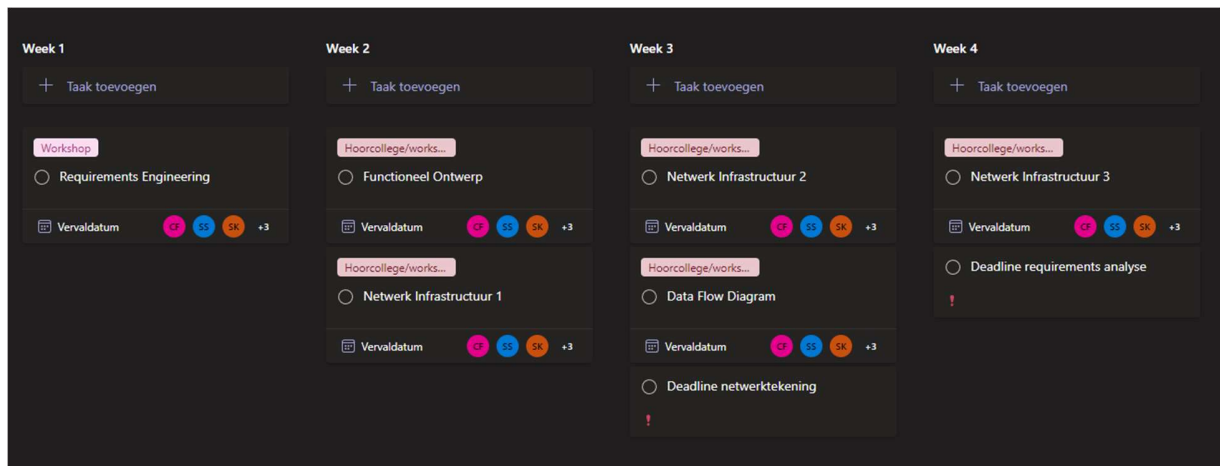 Week 1
Taak toevoegen
Workshop
Requirements Engineering
Vervaldatum
CF SS SK +3
Week 2
Taak toevoegen
Hoorcollege/works...
Functioneel Ontwerp
Vervaldatum
CF SS SK +3
Hoorcollege/works...
Netwerk Infrastructuur 1
Vervaldatum
CF SS SK +3
Week 3
Taak toevoegen
Hoorcollege/works...
Netwerk Infrastructuur 2
Vervaldatum
CF SS SK +3
Hoorcollege/works...
Data Flow Diagram
Vervaldatum
CF SS SK +3
Deadline netwerktekening
Week 4
Taak toevoegen
Hoorcollege/works...
Netwerk Infrastructuur 3
Vervaldatum
CF SS SK +3
Deadline requirements analyse